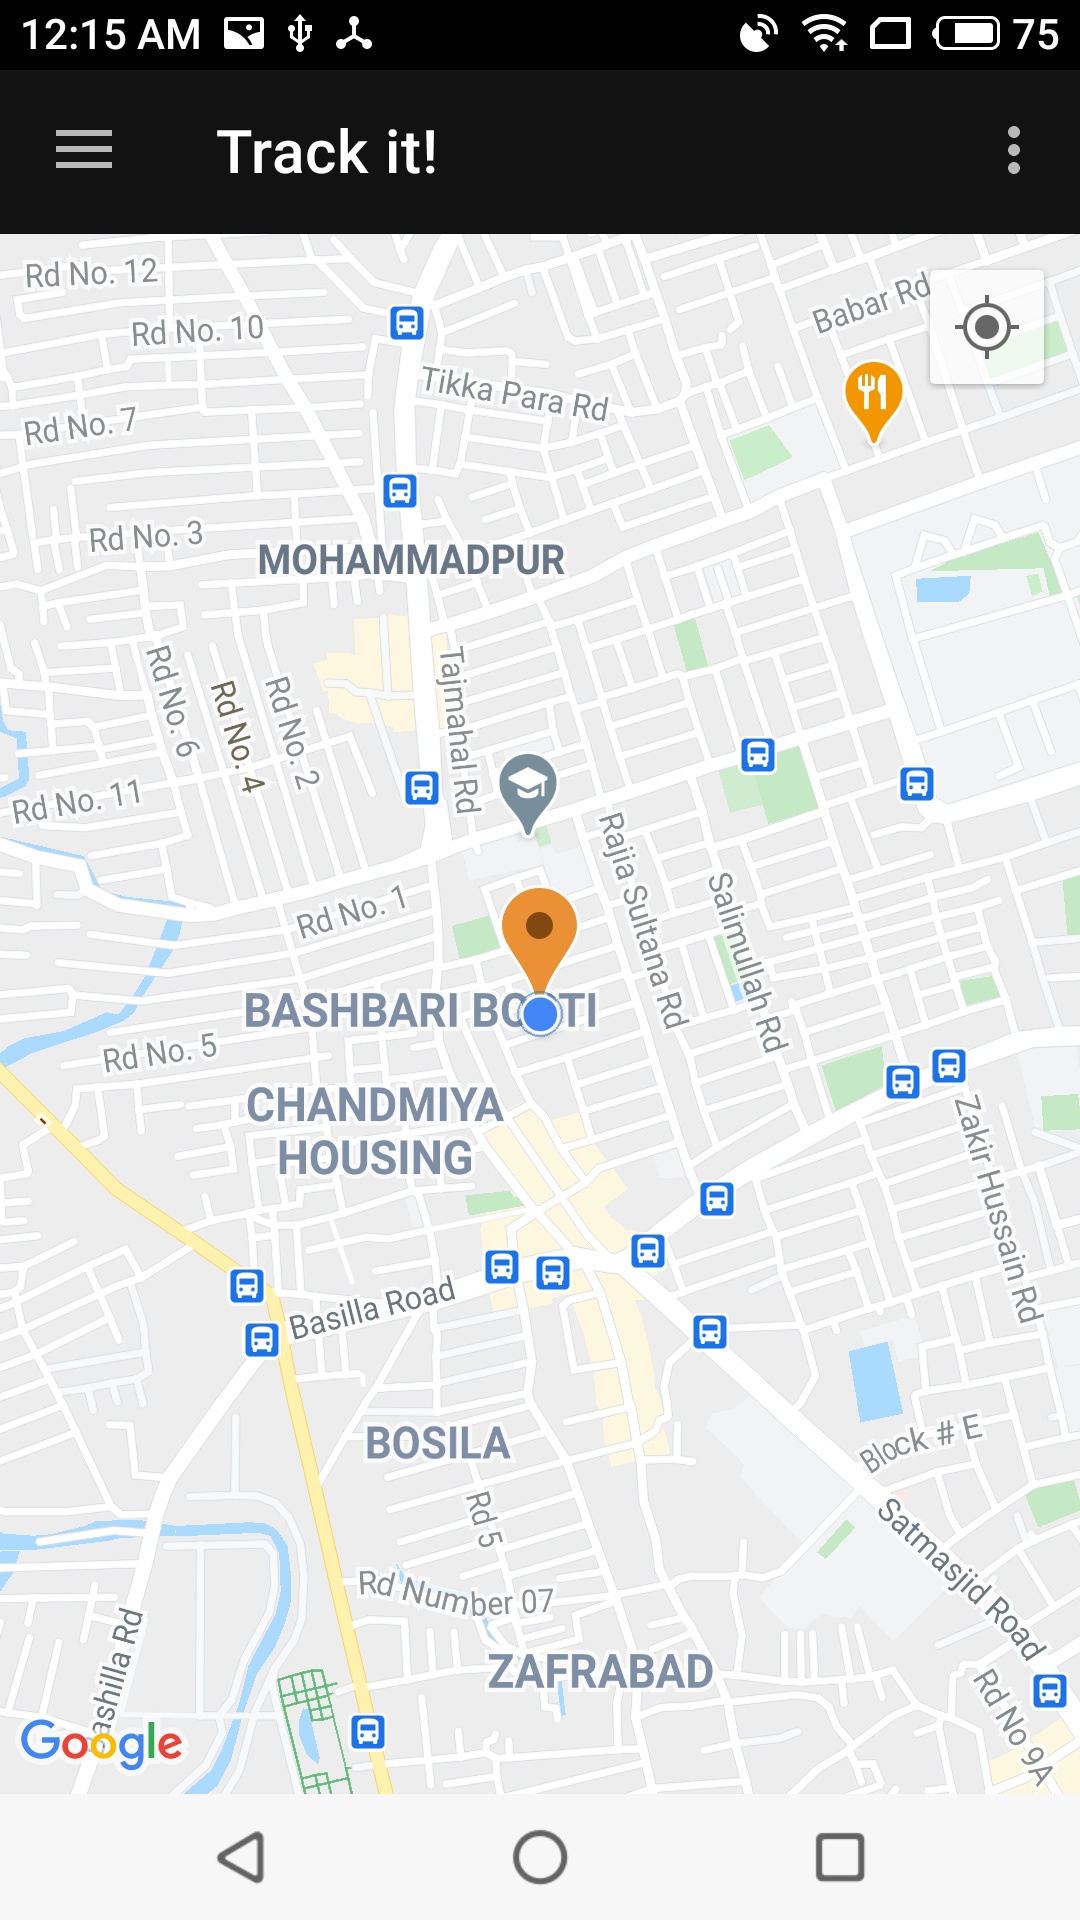 12:15 AM 75
Track it!
Rd No. 12
Babar Rd
Rd No. 10
Tikka Para Rd
Rd No. 7
Rd No. 3
MOHAMMADPUR
Rd No. 6
Rd No. 4
Rd No. 2
Tajmahal Rd
Rd No. 11
Rajia Sultana Rd
Salimullah Rd
Rd No. 1
BASHBARI BO TI
Rd No. 5
CHANDMIYA
HOUSING
Zakir Hussain Rd
Basilla Road
BOSILA
Block # E
Rd 5
Satmasjid Road
Rd Number 07
ashilla Rd
ZAFRABAD
Rd No 9A
Google